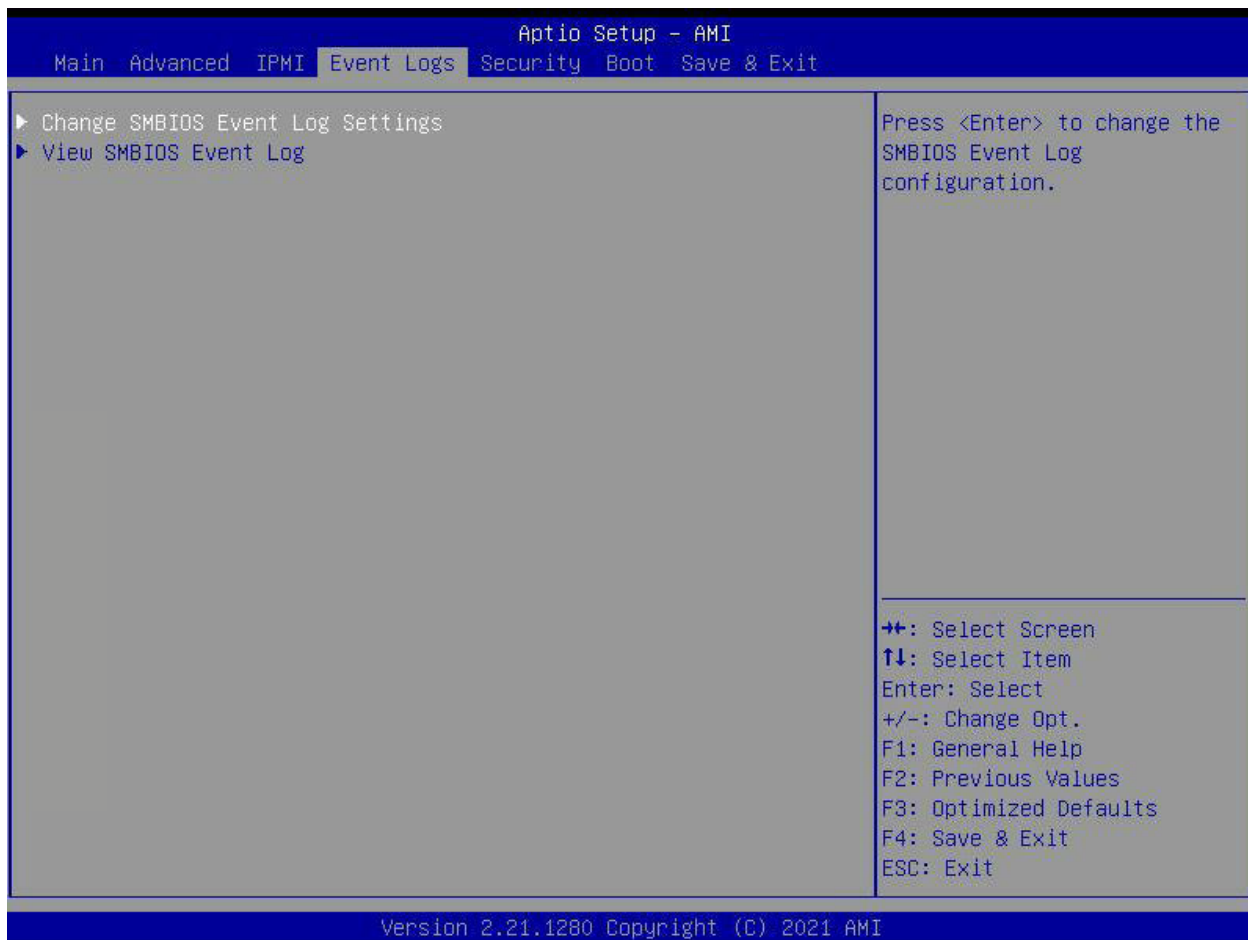 Aptio Setup – AMI
Main Advanced IPMI Event Logs Security Boot Save & Exit
▶ Change SMBIOS Event Log Settings
▶ View SMBIOS Event Log
Press <Enter> to change the
SMBIOS Event Log
configuration.
→←: Select Screen
↑↓: Select Item
Enter: Select
+/-: Change Opt.
F1: General Help
F2: Previous Values
F3: Optimized Defaults
F4: Save & Exit
ESC: Exit
Version 2.21.1280 Copyright (C) 2021 AMI